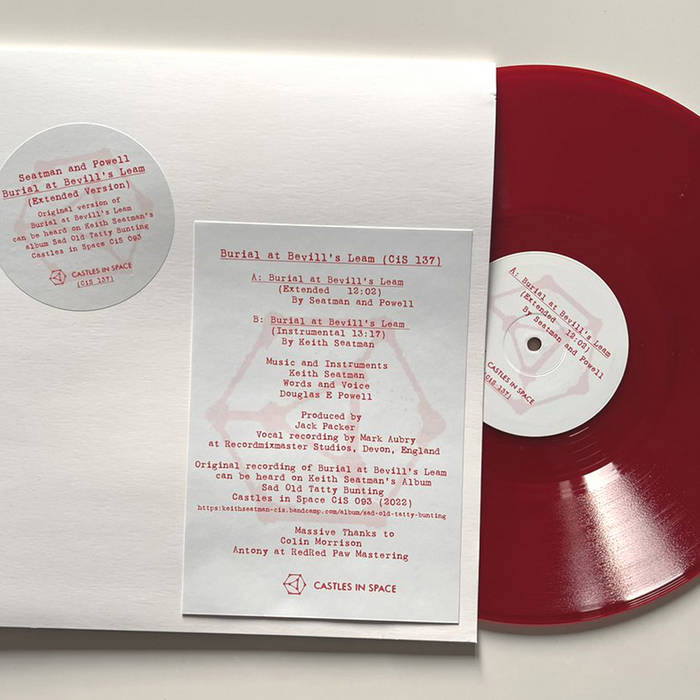 Seatman and Powell
Burial at Bevill's Leam
(Extended Version)
Original version of
Burial at Bevill's Leam
can be heard on Keith Seatman's
album Sad Old Tatty Bunting
Castles in Space CiS 093
CASTLES IN SPACE
(CiS 137)
Burial at Bevill's Leam (CiS 137)
A: Burial at Bevill's Leam
(Extended 12:02)
By Seatman and Powell
B: Burial at Bevill's Leam
(Instrumental 13:17)
By Keith Seatman
Music and Instruments
Keith Seatman
Words and Voice
Douglas E Powell
Produced by
Jack Packer
Vocal recording by Mark Aubry
at Recordmixmaster Studios, Devon, England
Original recording of Burial at Bevill's Leam
can be heard on Keith Seatman's Album
Sad Old Tatty Bunting
Castles in Space CiS 093 (2022)
https:keithseatman-cis.bandcamp.com/album/sad-old-tatty-bunting
Massive Thanks to
Colin Morrison
Antony at RedRed Paw Mastering
CASTLES IN SPACE
A: Burial at Bevill's Leam
(Extended 12:02)
By Seatman and Powell
CASTLES IN SPACE
(CiS 137)